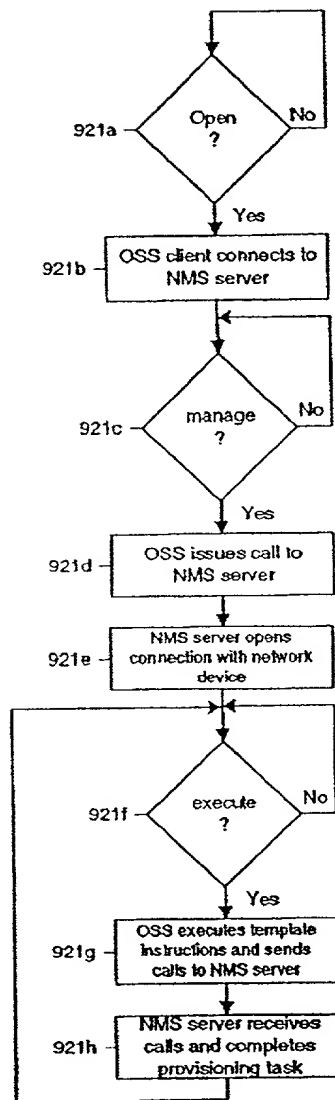 921a
Open
?
No
Yes
921b
OSS client connects to
NMS server
921c
manage
?
No
Yes
921d
OSS issues call to
NMS server
921e
NMS server opens
connection with network
device
921f
execute
?
No
Yes
921g
OSS executes template
instructions and sends
calls to NMS server
921h
NMS server receives
calls and completes
provisioning task